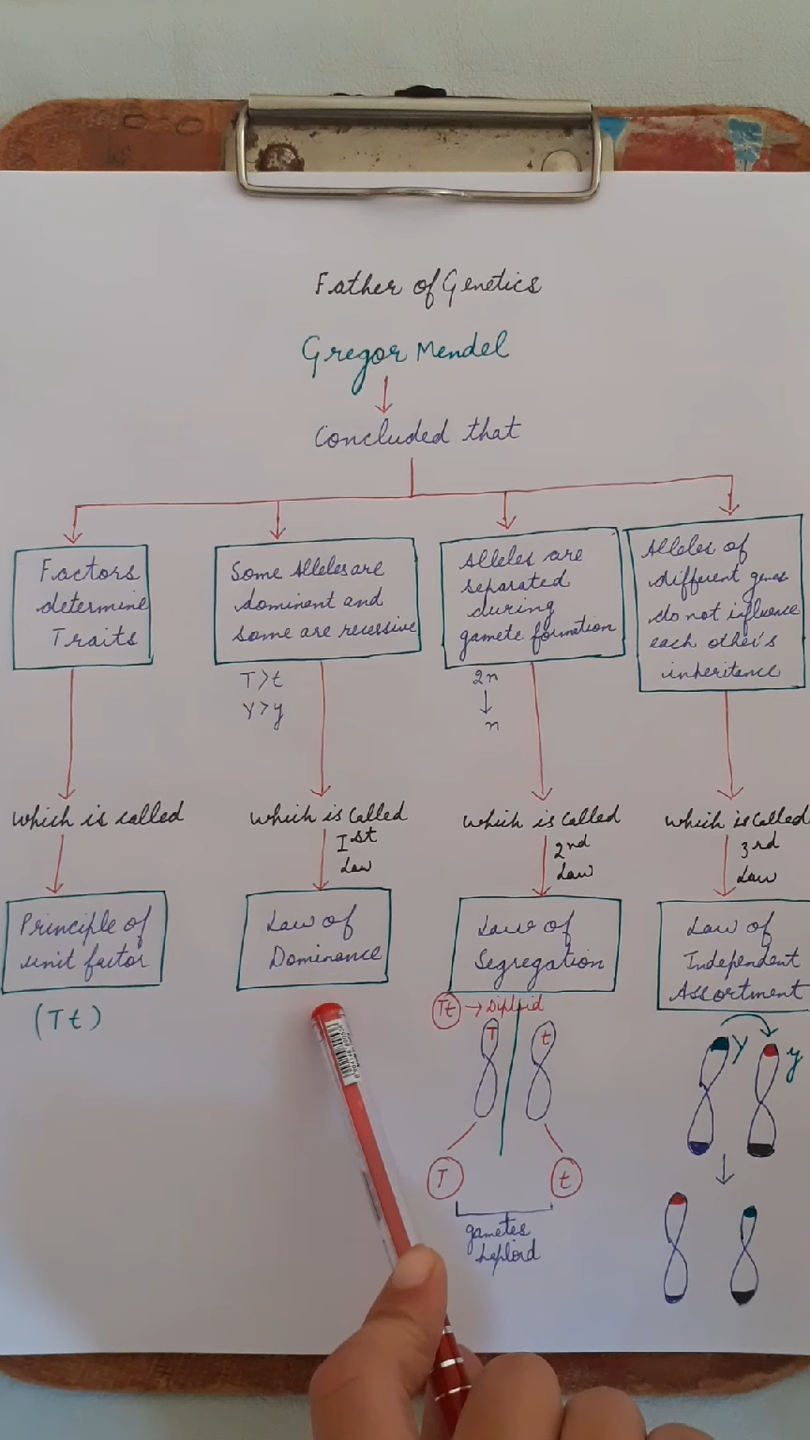 Father of Genetics
Gregor Mendel
Concluded that
Factors
determine
Traits
Some Alleles are
dominant and
some are recessive
Alleles are
separated
during
gamete formation
Alleles of
different genes
do not influence
each other's
inheritence
T>t
Y>y
2n
n
which is called
which is called
Ist
Law
which is called
2nd
Law
which is called
3rd
Law
Principle of
unit factor
(Tt)
Law of
Dominance
Law of
Segregation
Tt → Diploid
T t
T t
gametes
haploid
Law of
Independent
Assortment
Y y